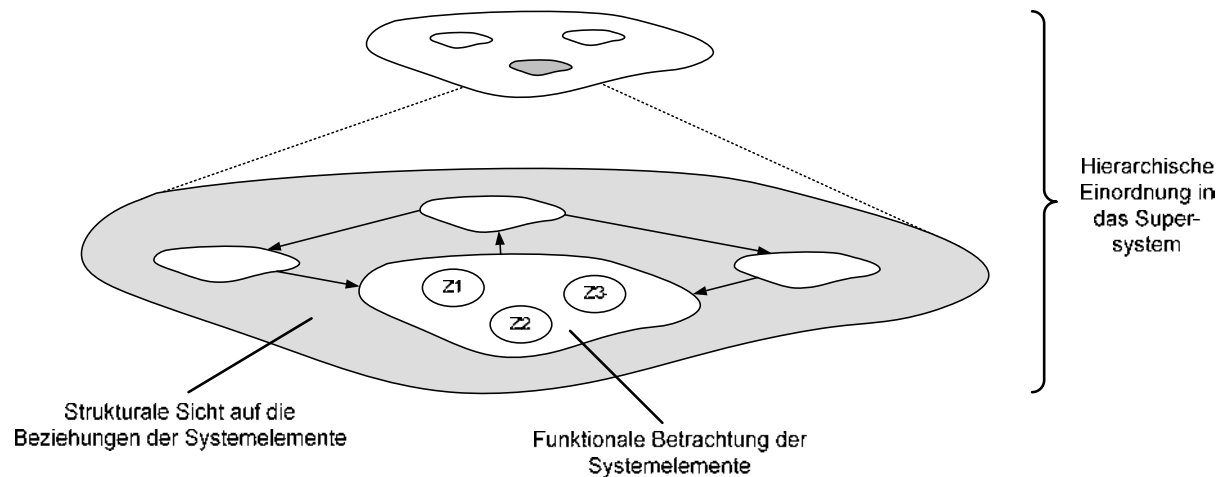 Hierarchische
Einordnung in
das Super-
system
Z1
Z3
Z2
Strukturale Sicht auf die
Beziehungen der Systemelemente
Funktionale Betrachtung der
Systemelemente